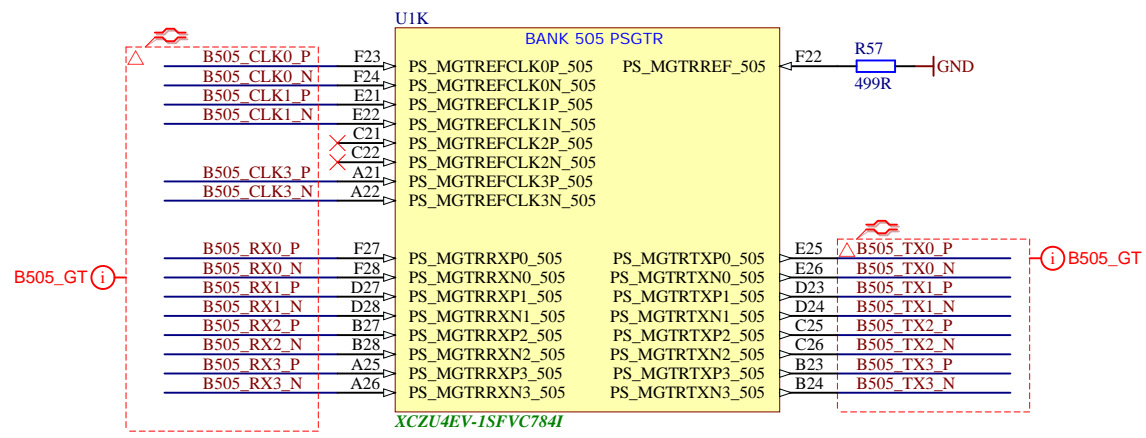 U1K
BANK 505 PSGTR
B505_CLK0_P F23 PS_MGTREFCLK0P_505 PS_MGTRREF_505 F22 R57 499R GND
B505_CLK0_N F24 PS_MGTREFCLK0N_505
B505_CLK1_P E21 PS_MGTREFCLK1P_505
B505_CLK1_N E22 PS_MGTREFCLK1N_505
C21 PS_MGTREFCLK2P_505
C22 PS_MGTREFCLK2N_505
B505_CLK3_P A21 PS_MGTREFCLK3P_505
B505_CLK3_N A22 PS_MGTREFCLK3N_505
B505_RX0_P F27 PS_MGTRRXP0_505 PS_MGTRTXP0_505 E25 B505_TX0_P
B505_GT i B505_RX0_N F28 PS_MGTRRXN0_505 PS_MGTRTXN0_505 E26 B505_TX0_N i B505_GT
B505_RX1_P D27 PS_MGTRRXP1_505 PS_MGTRTXP1_505 D23 B505_TX1_P
B505_RX1_N D28 PS_MGTRRXN1_505 PS_MGTRTXN1_505 D24 B505_TX1_N
B505_RX2_P B27 PS_MGTRRXP2_505 PS_MGTRTXP2_505 C25 B505_TX2_P
B505_RX2_N B28 PS_MGTRRXN2_505 PS_MGTRTXN2_505 C26 B505_TX2_N
B505_RX3_P A25 PS_MGTRRXP3_505 PS_MGTRTXP3_505 B23 B505_TX3_P
B505_RX3_N A26 PS_MGTRRXN3_505 PS_MGTRTXN3_505 B24 B505_TX3_N
XCZU4EV-1SFVC784I